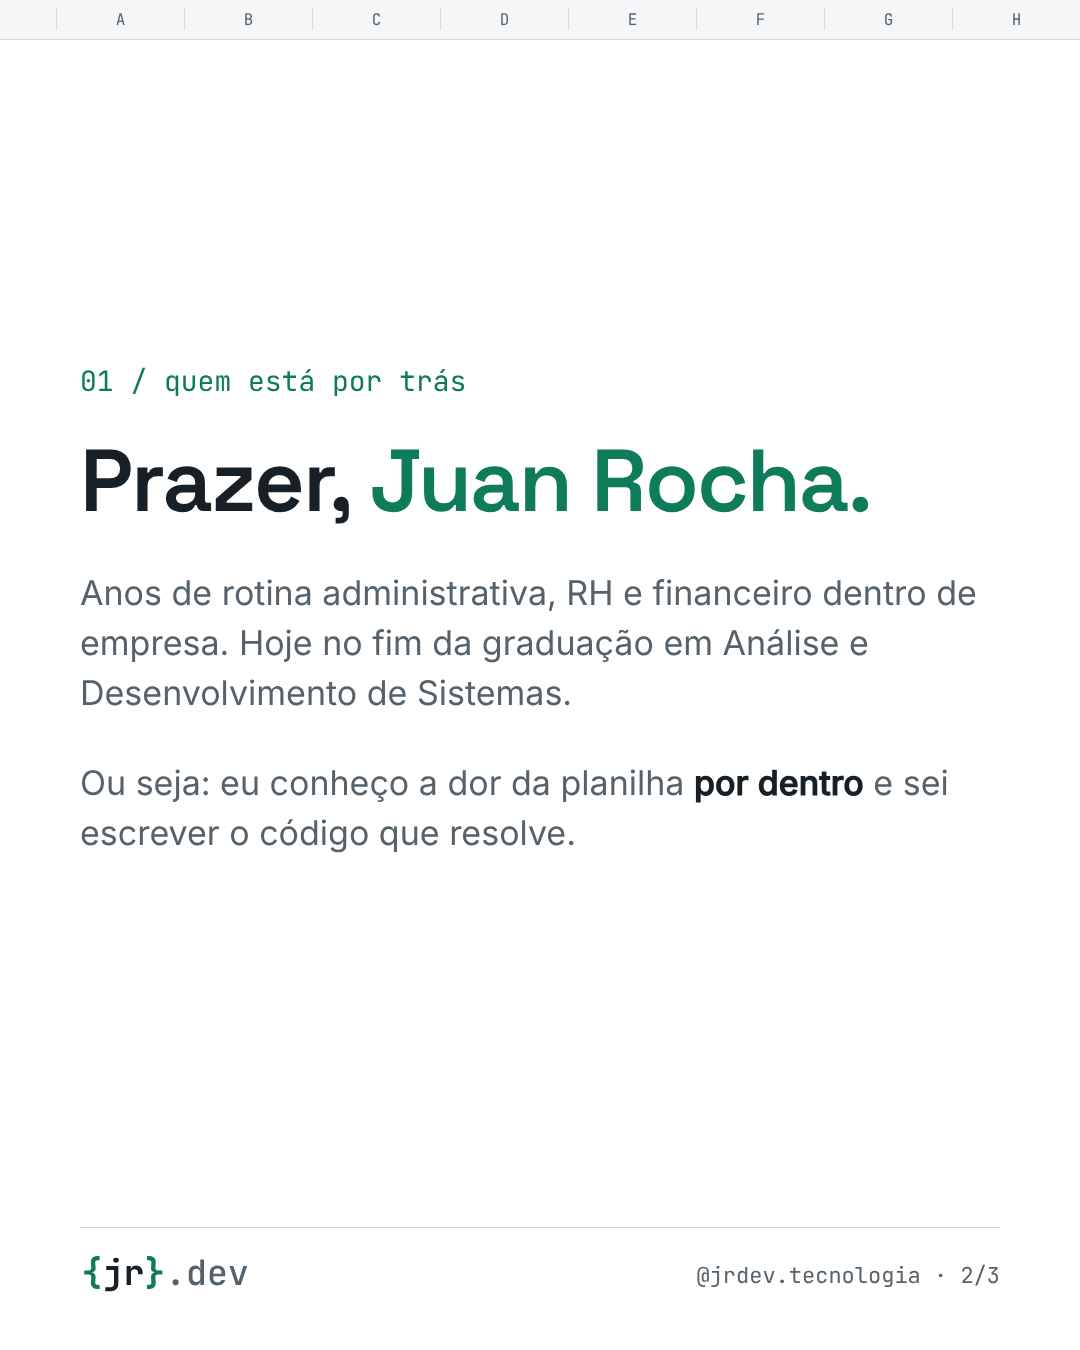 A B C D E F G H
01 / quem está por trás
Prazer, Juan Rocha.
Anos de rotina administrativa, RH e financeiro dentro de
empresa. Hoje no fim da graduação em Análise e
Desenvolvimento de Sistemas.
Ou seja: eu conheço a dor da planilha por dentro e sei
escrever o código que resolve.
{jr}.dev
@jrdev.tecnologia · 2/3